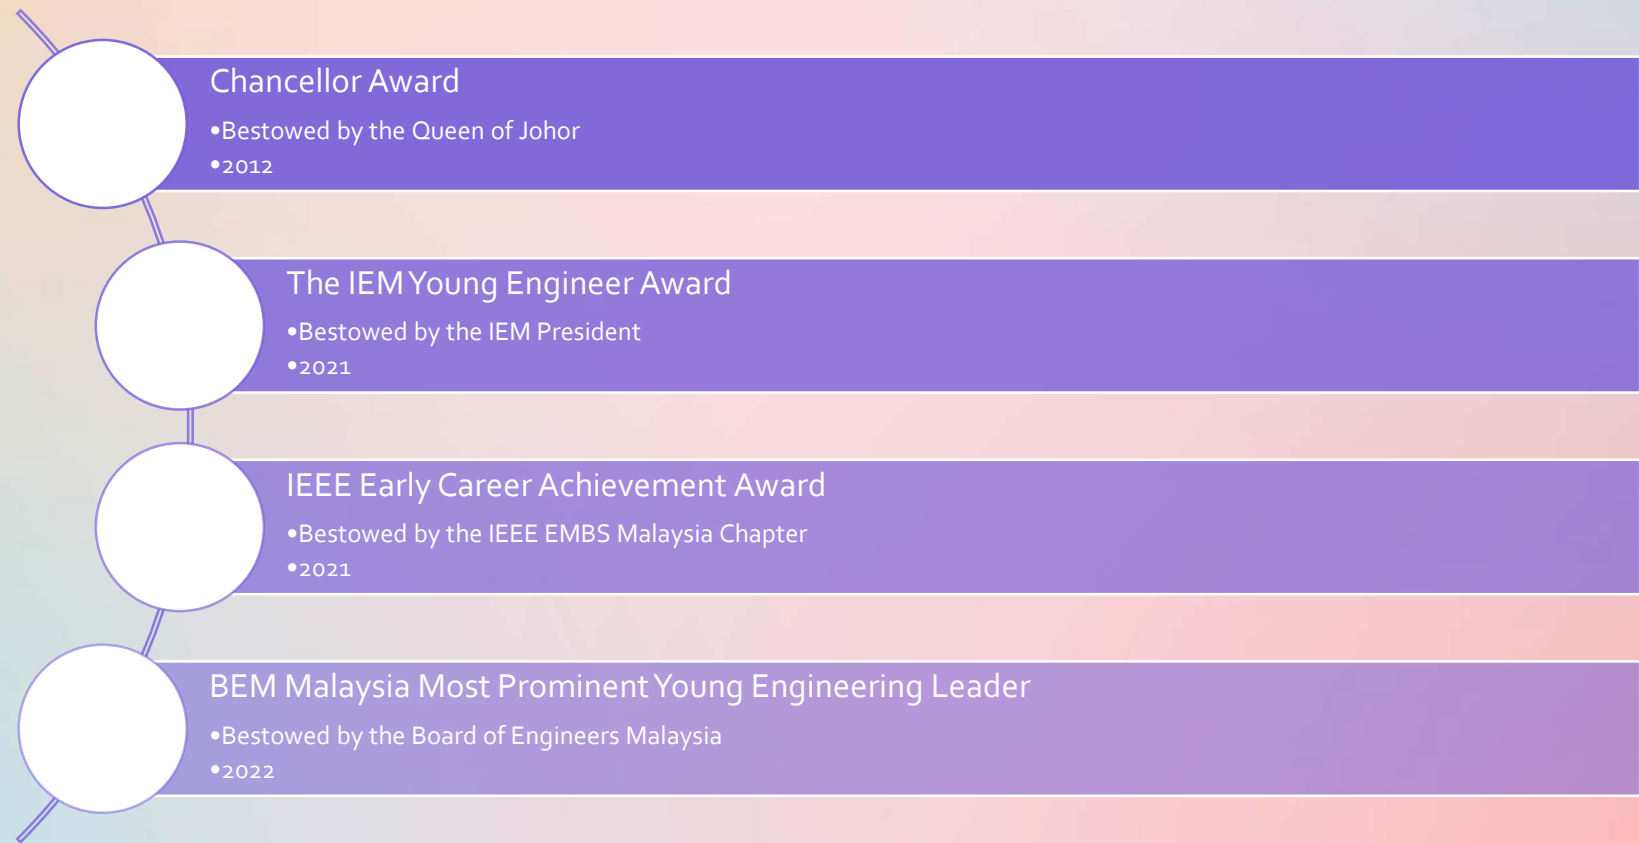 Chancellor Award
•Bestowed by the Queen of Johor
•2012
The IEM Young Engineer Award
•Bestowed by the IEM President
•2021
IEEE Early Career Achievement Award
•Bestowed by the IEEE EMBS Malaysia Chapter
•2021
BEM Malaysia Most Prominent Young Engineering Leader
•Bestowed by the Board of Engineers Malaysia
•2022